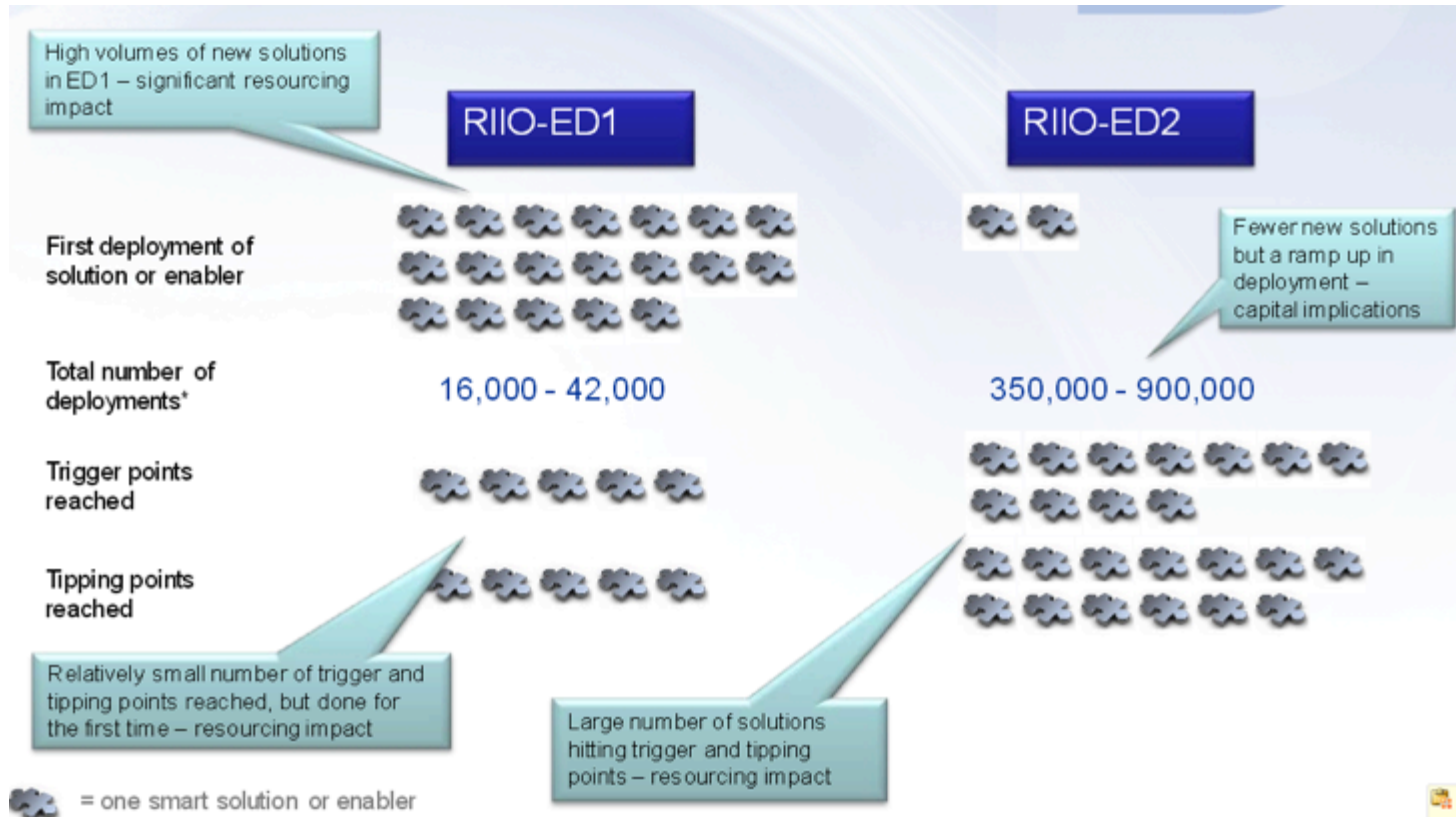 High volumes of new solutions
in ED1 – significant resourcing
impact
RIIO-ED1
RIIO-ED2
First deployment of
solution or enabler
Fewer new solutions
but a ramp up in
deployment –
capital implications
Total number of
deployments*
16,000 - 42,000
350,000 - 900,000
Trigger points
reached
Tipping points
reached
Relatively small number of trigger and
tipping points reached, but done for
the first time – resourcing impact
Large number of solutions
hitting trigger and tipping
points – resourcing impact
= one smart solution or enabler